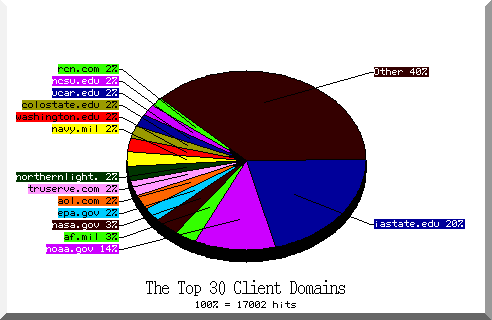 rcn.com 2%
ncsu.edu 2%
ucar.edu 2%
colostate.edu 2%
washington.edu 2%
navy.mil 2%
northernlight. 2%
truserve.com 2%
aol.com 2%
epa.gov 2%
nasa.gov 3%
af.mil 3%
noaa.gov 14%
Other 40%
iastate.edu 20%
The Top 30 Client Domains
100% = 17002 hits